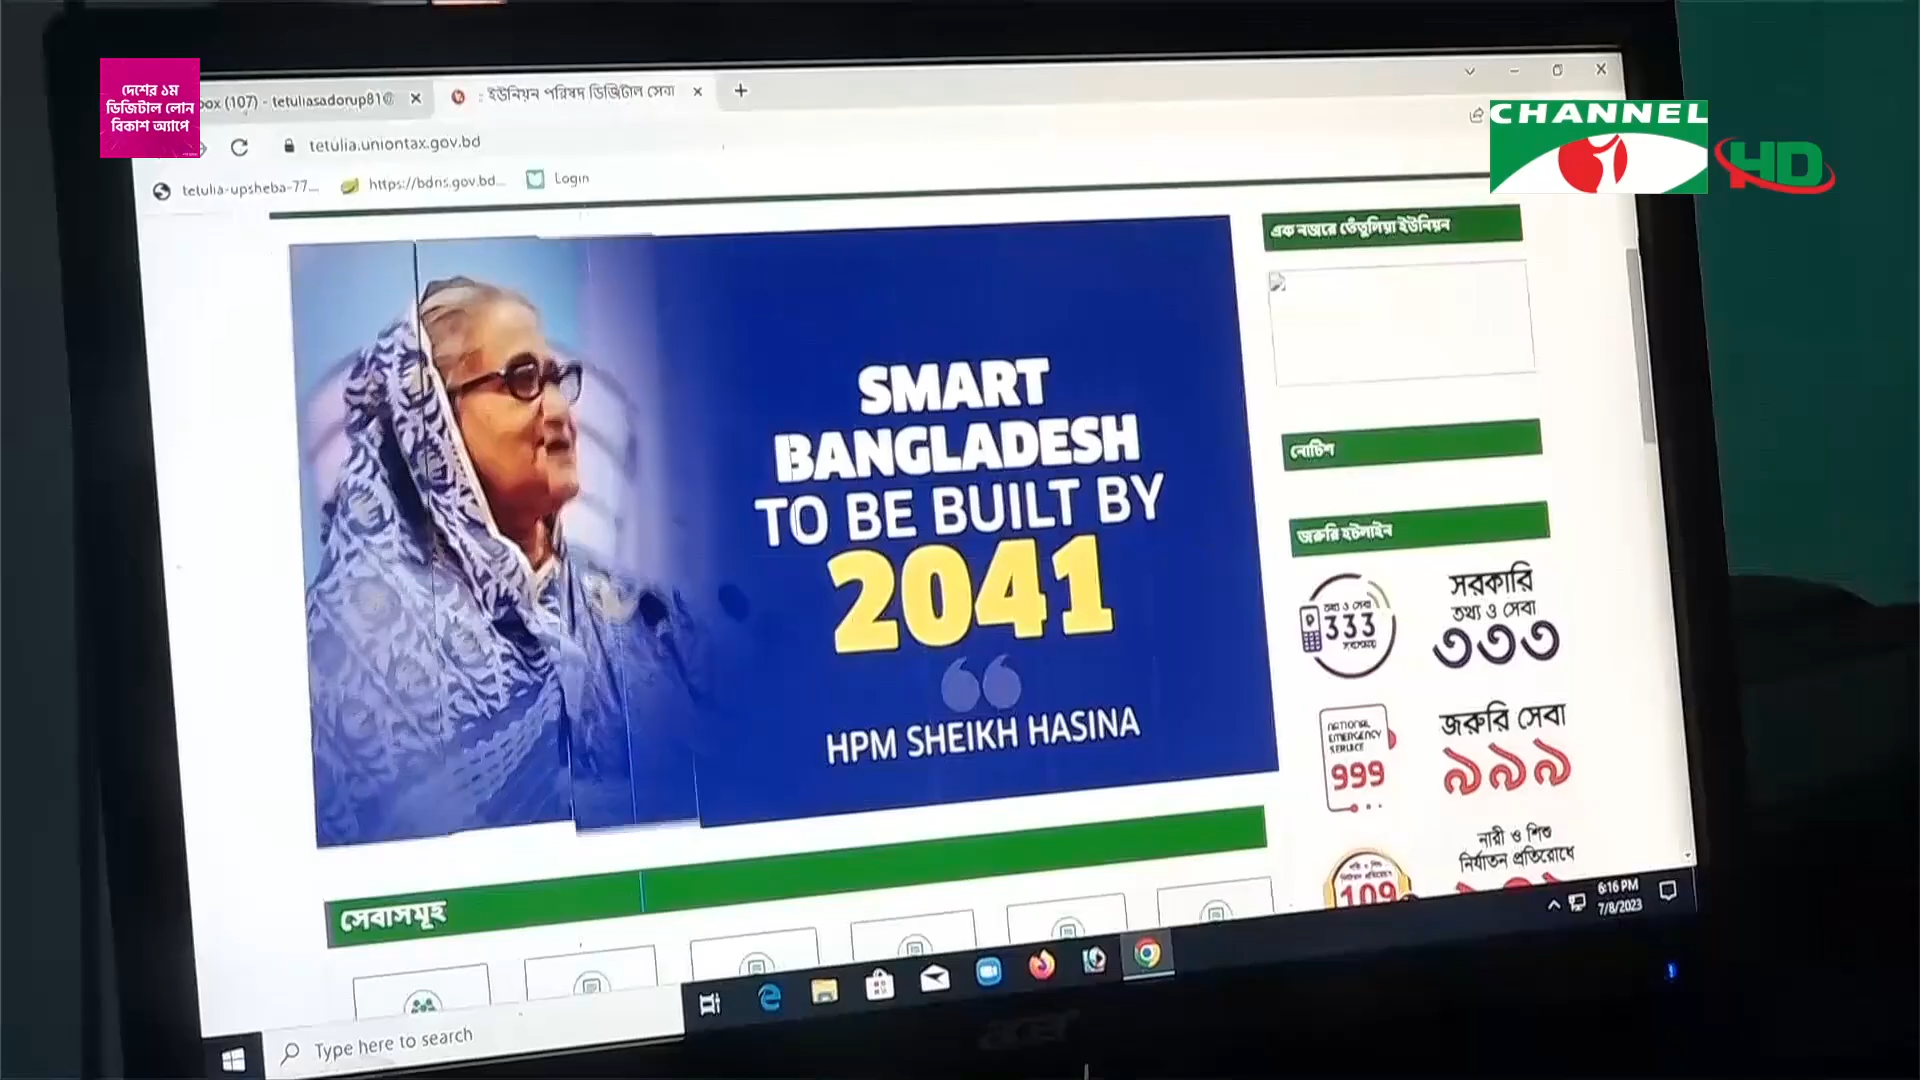 দেশের ১ম
ডিজিটাল লোন
বিকাশ অ্যাপে
CHANNEL
HD
box (107) - tetuliasadorup81@
:: ইউনিয়ন পরিষদ ডিজিটাল সেবা
tetulia.uniontax.gov.bd
tetulia-upsheba-77...
https://bdns.gov.bd...
Login
SMART
BANGLADESH
TO BE BUILT BY
2041
HPM SHEIKH HASINA
এক নজরে তেঁতুলিয়া ইউনিয়ন
নোটিশ
জরুরি হটলাইন
তথ্য ও সেবা
333
সরকারি
তথ্য ও সেবা
৩৩৩
NATIONAL
EMERGENCY
SERVICE
999
জরুরি সেবা
৯৯৯
109
নারী ও শিশু
নির্যাতন প্রতিরোধে
সেবাসমূহ
Type here to search
6:16 PM
7/8/2023
acer